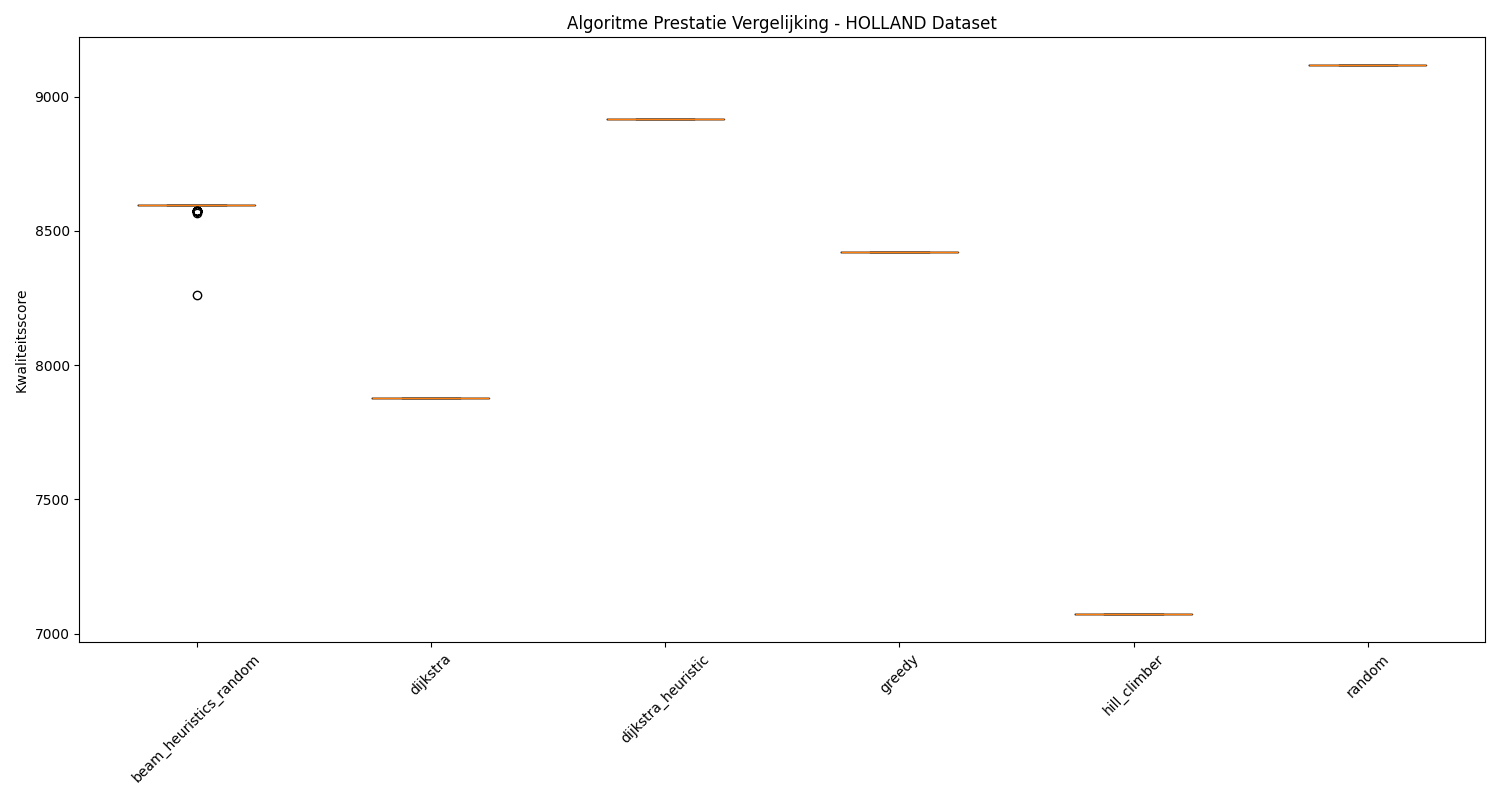 Algoritme Prestatie Vergelijking - HOLLAND Dataset
Kwaliteitsscore
9000
8500
8000
7500
7000
beam_heuristics_random
dijkstra
dijkstra_heuristic
greedy
hill_climber
random